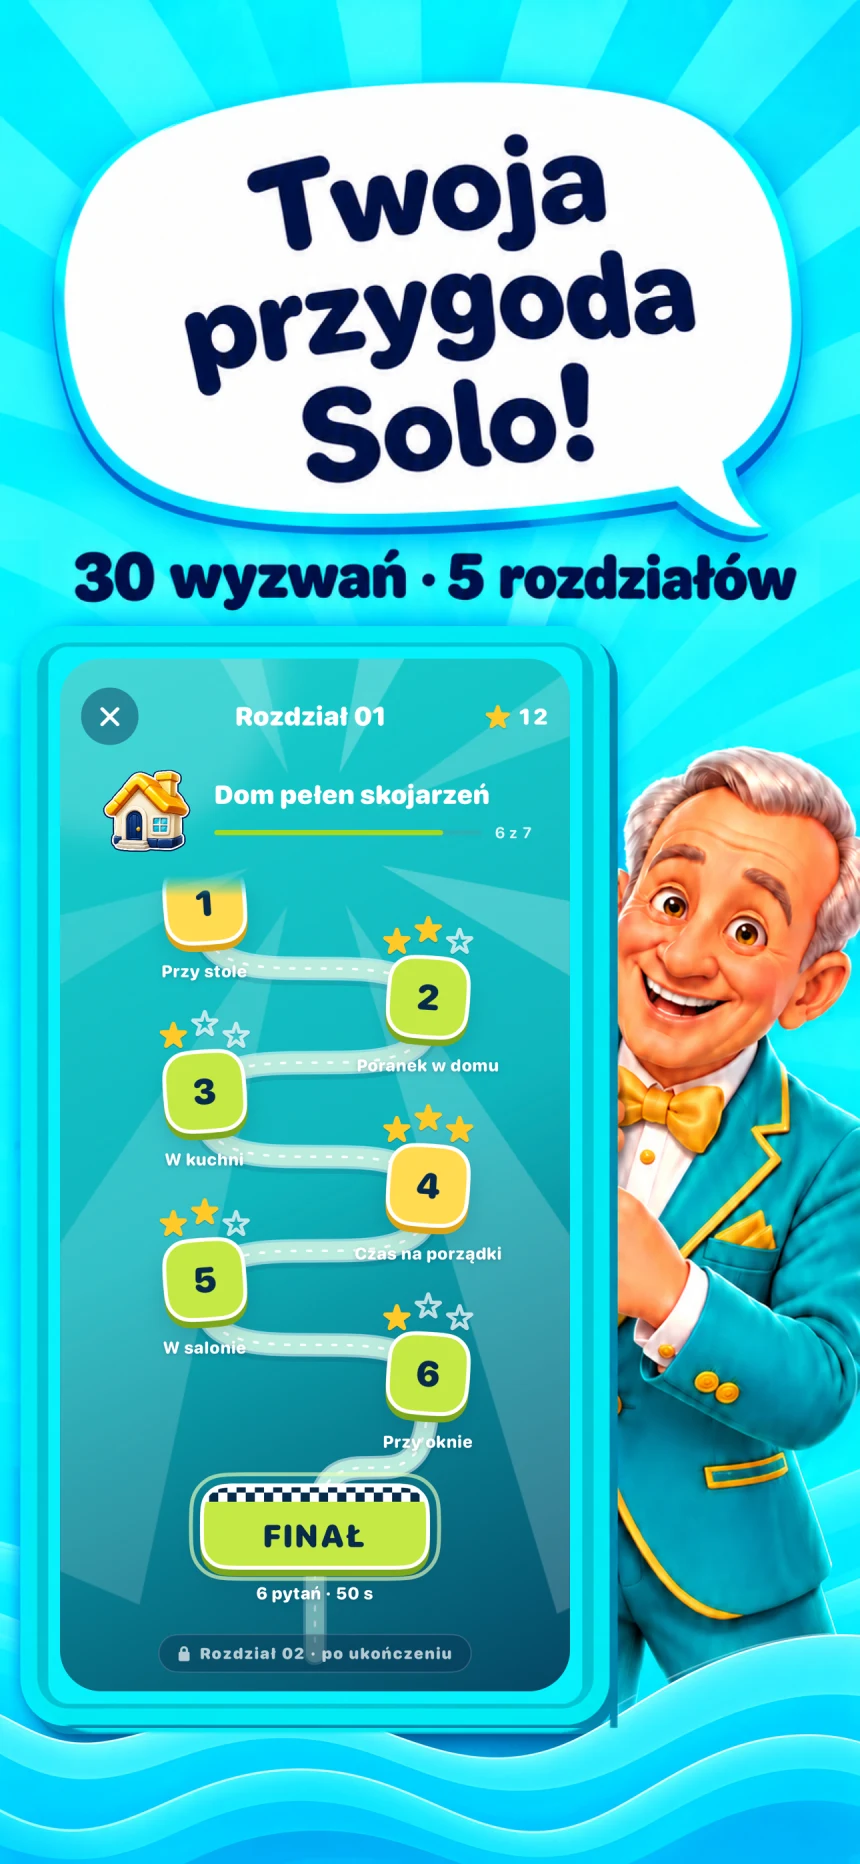 Twoja
przygoda
Solo!
30 wyzwań · 5 rozdziałów
Rozdział 01
12
Dom pełen skojarzeń
6 z 7
1
Przy stole
2
Poranek w domu
3
W kuchni
4
Czas na porządki
5
W salonie
6
Przy oknie
FINAŁ
6 pytań · 50 s
Rozdział 02 · po ukończeniu